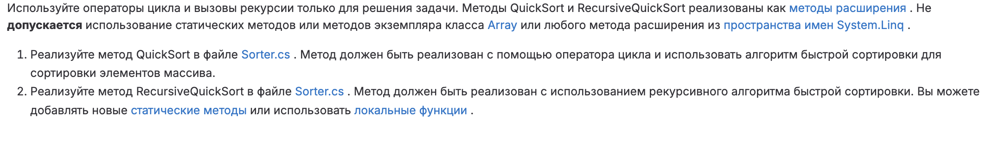 Используйте операторы цикла и вызовы рекурсии только для решения задачи. Методы QuickSort и RecursiveQuickSort реализованы как методы расширения . Не
допускается использование статических методов или методов экземпляра класса Array или любого метода расширения из пространства имен System.Linq .
1. Реализуйте метод QuickSort в файле Sorter.cs . Метод должен быть реализован с помощью оператора цикла и использовать алгоритм быстрой сортировки для
сортировки элементов массива.
2. Реализуйте метод RecursiveQuickSort в файле Sorter.cs . Метод должен быть реализован с использованием рекурсивного алгоритма быстрой сортировки. Вы можете
добавлять новые статические методы или использовать локальные функции .